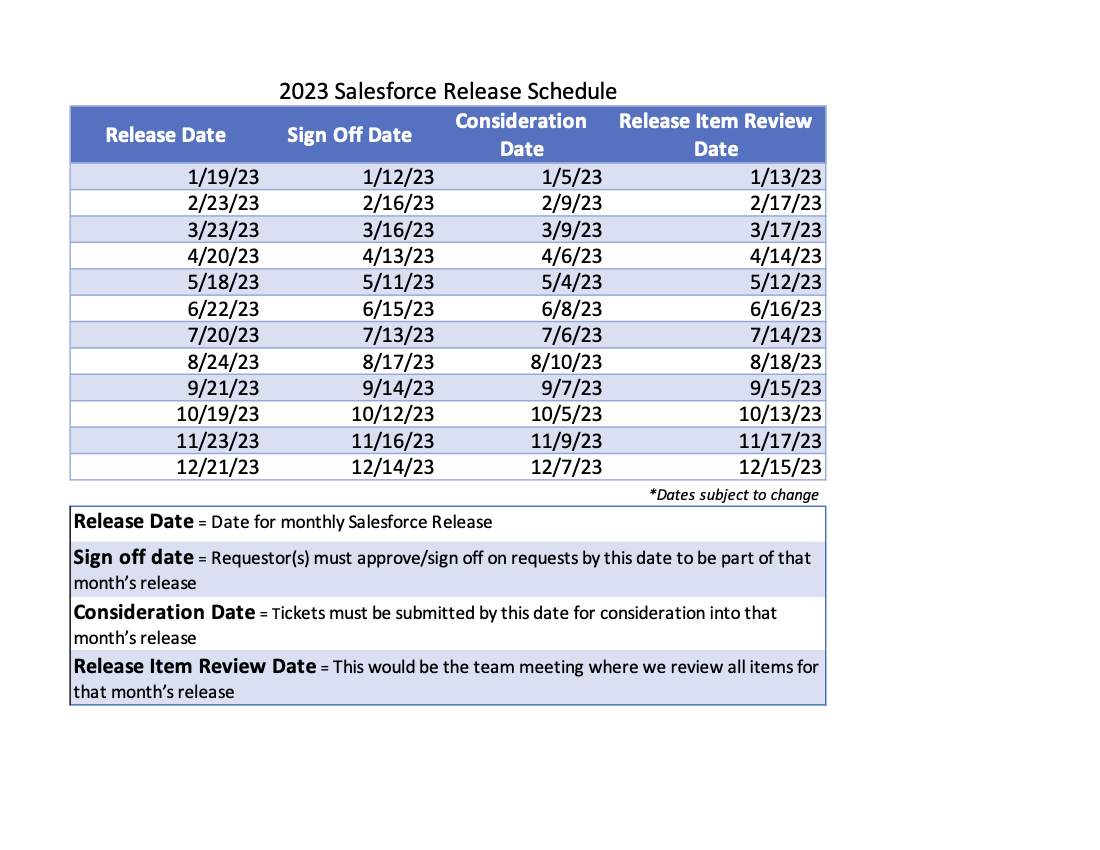 2023 Salesforce Release Schedule
Release Date Sign Off Date Consideration Date Release Item Review Date
1/19/23 1/12/23 1/5/23 1/13/23
2/23/23 2/16/23 2/9/23 2/17/23
3/23/23 3/16/23 3/9/23 3/17/23
4/20/23 4/13/23 4/6/23 4/14/23
5/18/23 5/11/23 5/4/23 5/12/23
6/22/23 6/15/23 6/8/23 6/16/23
7/20/23 7/13/23 7/6/23 7/14/23
8/24/23 8/17/23 8/10/23 8/18/23
9/21/23 9/14/23 9/7/23 9/15/23
10/19/23 10/12/23 10/5/23 10/13/23
11/23/23 11/16/23 11/9/23 11/17/23
12/21/23 12/14/23 12/7/23 12/15/23
*Dates subject to change
Release Date = Date for monthly Salesforce Release
Sign off date = Requestor(s) must approve/sign off on requests by this date to be part of that
month's release
Consideration Date = Tickets must be submitted by this date for consideration into that
month's release
Release Item Review Date = This would be the team meeting where we review all items for
that month's release